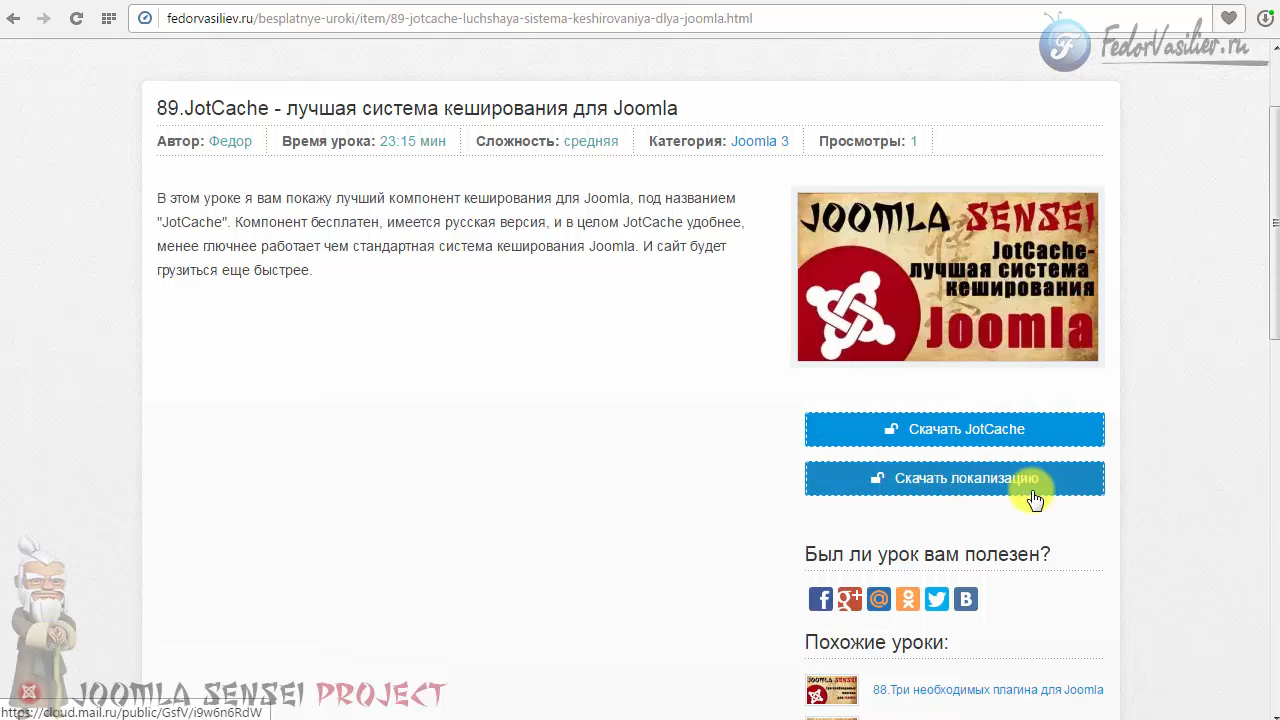 fedorvasiliev.ru/besplatnye-uroki/item/89-jotcache-luchshaya-sistema-keshirovaniya-dlya-joomla.html
FedorVasiliev.ru
89.JotCache - лучшая система кеширования для Joomla
Автор: Федор Время урока: 23:15 мин Сложность: средняя Категория: Joomla 3 Просмотры: 1
В этом уроке я вам покажу лучший компонент кеширования для Joomla, под названием
"JotCache". Компонент бесплатен, имеется русская версия, и в целом JotCache удобнее,
менее глючнее работает чем стандартная система кеширования Joomla. И сайт будет
грузиться еще быстрее.
JOOMLA SENSEI
JotCache-
лучшая система
кеширования
Joomla
Скачать JotCache
Скачать локализацию
Был ли урок вам полезен?
Похожие уроки:
88.Три необходимых плагина для Joomla
JOOMLA SENSEI PROJECT
https://cloud.mail.ru/public/GsfV/i9w6n6RdW